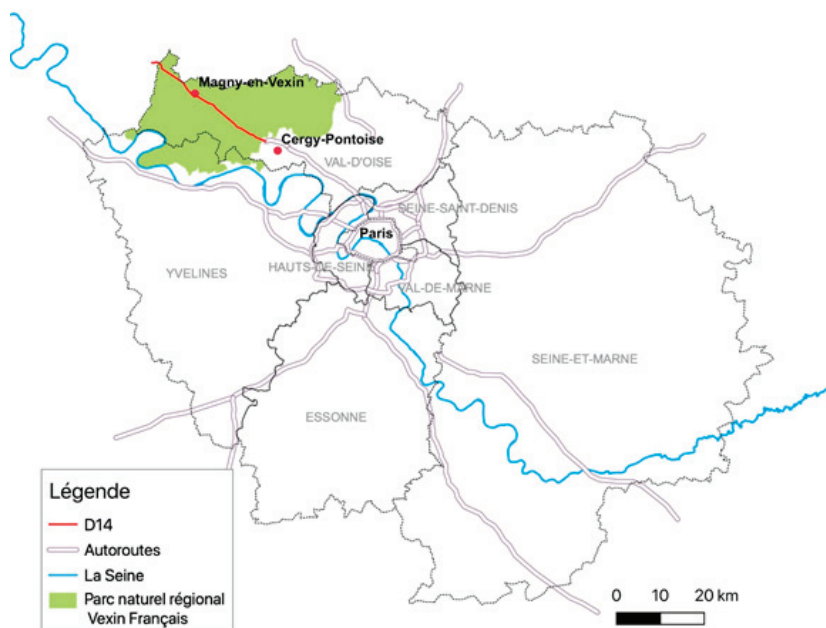 Magny-en-Vexin
Cergy-Pontoise
VAL-D'OISE
SEINE-SAINT-DENIS
Paris
YVELINES
HAUTS-DE-SEINE
VAL-DE-MARNE
SEINE-ET-MARNE
ESSONNE
Légende
D14
Autoroutes
La Seine
Parc naturel régional
Vexin Français
0 10 20 km